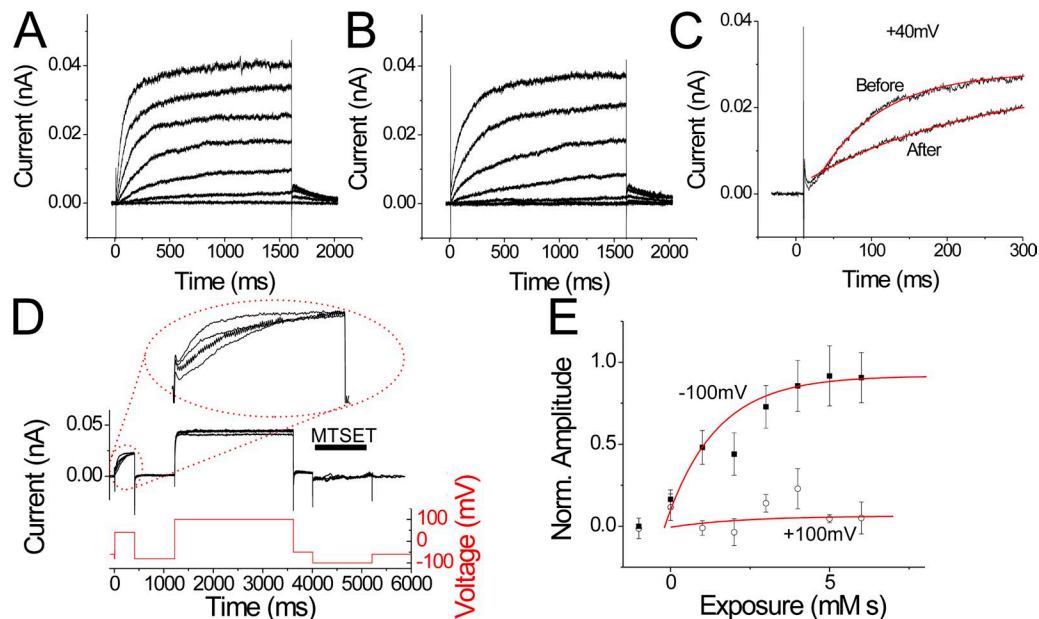 A
Current (nA)
0.04
0.02
0.00
0 500 1000 1500 2000
Time (ms)
B
Current (nA)
0.04
0.02
0.00
0 500 1000 1500 2000
Time (ms)
C
Current (nA)
0.04
0.02
0.00
+40mV
Before
After
0 100 200 300
Time (ms)
D
Current (nA)
0.05
0.00
MTSET
100
0
-100
Voltage (mV)
0 1000 2000 3000 4000 5000 6000
Time (ms)
E
Norm. Amplitude
1.0
0.5
0.0
-100mV
+100mV
0 5
Exposure (mM s)